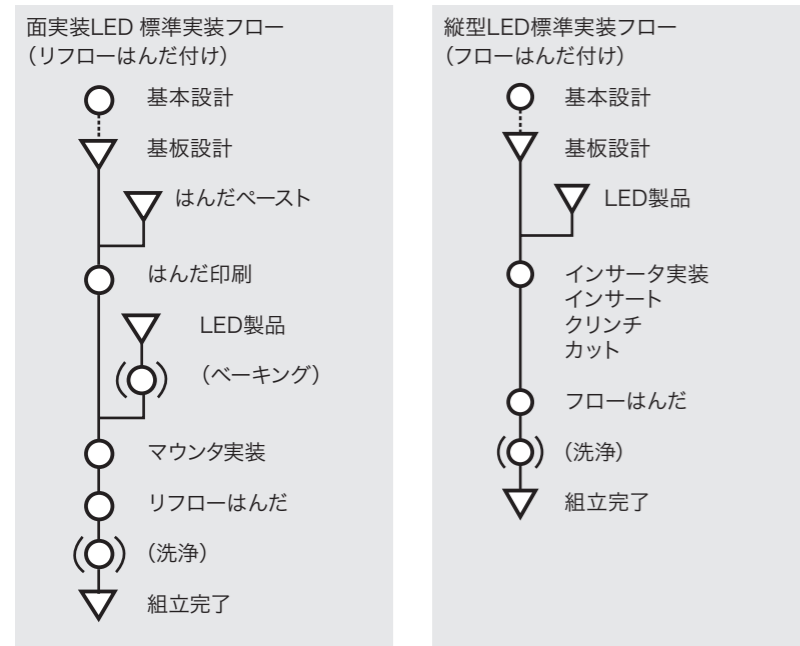 面実装LED 標準実装フロー
（リフローはんだ付け）
基本設計
基板設計
はんだペースト
はんだ印刷
LED製品
（ベーキング）
マウンタ実装
リフローはんだ
（洗浄）
組立完了
縦型LED標準実装フロー
（フローはんだ付け）
基本設計
基板設計
LED製品
インサータ実装
インサート
クリンチ
カット
フローはんだ
（洗浄）
組立完了